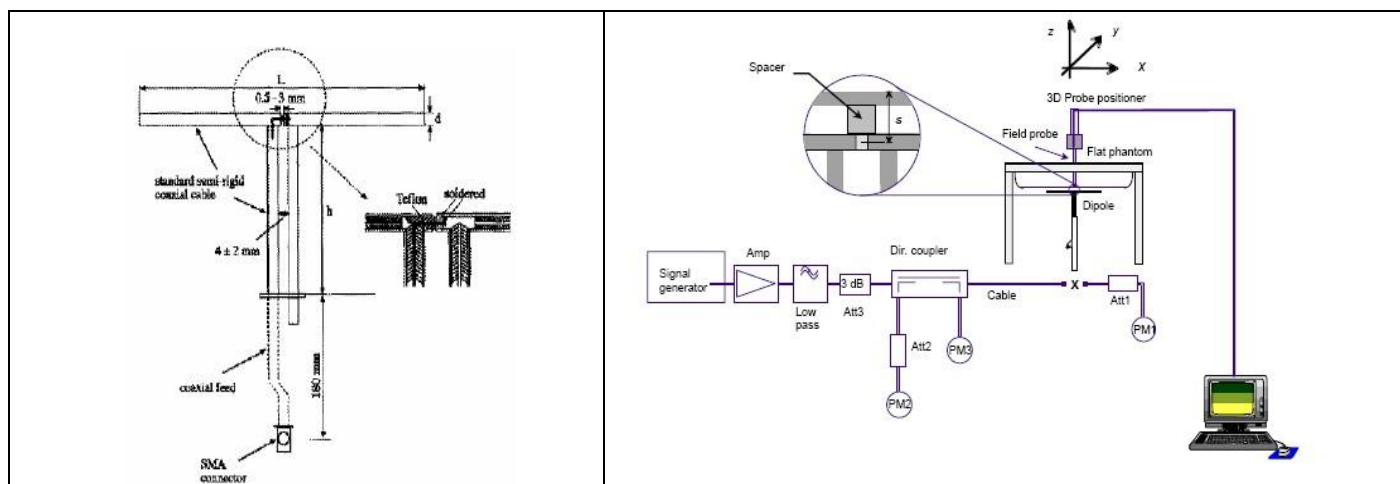 L
0.5 - 3 mm
d
standard semi-rigid
coaxial cable
h
Teflon
soldered
4 ± 2 mm
coaxial feed
SMA
connector
z
y
X
Spacer
s
3D Probe positioner
Field probe
Flat phantom
Dipole
Signal
generator
Amp
Low
pass
3 dB
Att3
Dir. coupler
Cable
x
Att1
PM1
Att2
PM3
PM2